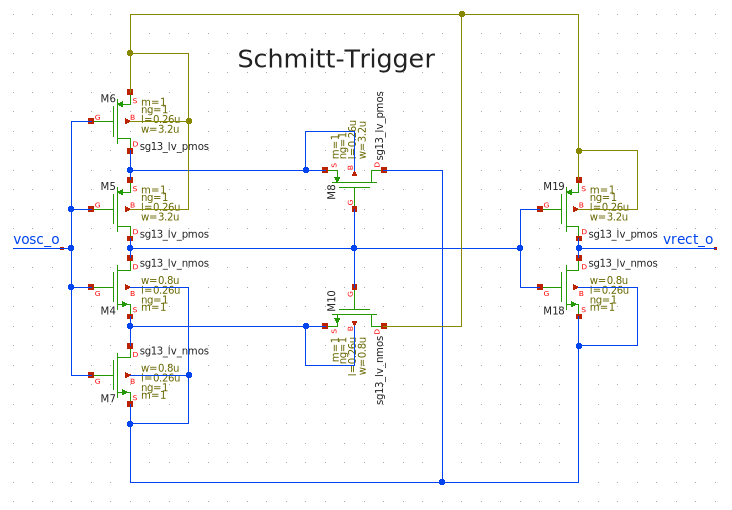 Schmitt-Trigger
M6
S
m=1
ng=1
l=0.26u
w=3.2u
G
B
D
sg13_lv_pmos
M5
S
m=1
ng=1
l=0.26u
w=3.2u
G
B
D
sg13_lv_pmos
vosc_o
D
sg13_lv_nmos
w=0.8u
l=0.26u
ng=1
m=1
G
B
S
M4
D
sg13_lv_nmos
w=0.8u
l=0.26u
ng=1
m=1
G
B
S
M7
M8
S
m=1
ng=1
l=0.26u
w=3.2u
B
G
D
sg13_lv_pmos
M10
S
m=1
ng=1
l=0.26u
w=0.8u
B
G
D
sg13_lv_nmos
M19
S
m=1
ng=1
l=0.26u
w=3.2u
G
B
D
sg13_lv_pmos
vrect_o
D
sg13_lv_nmos
w=0.8u
l=0.26u
ng=1
m=1
G
B
S
M18